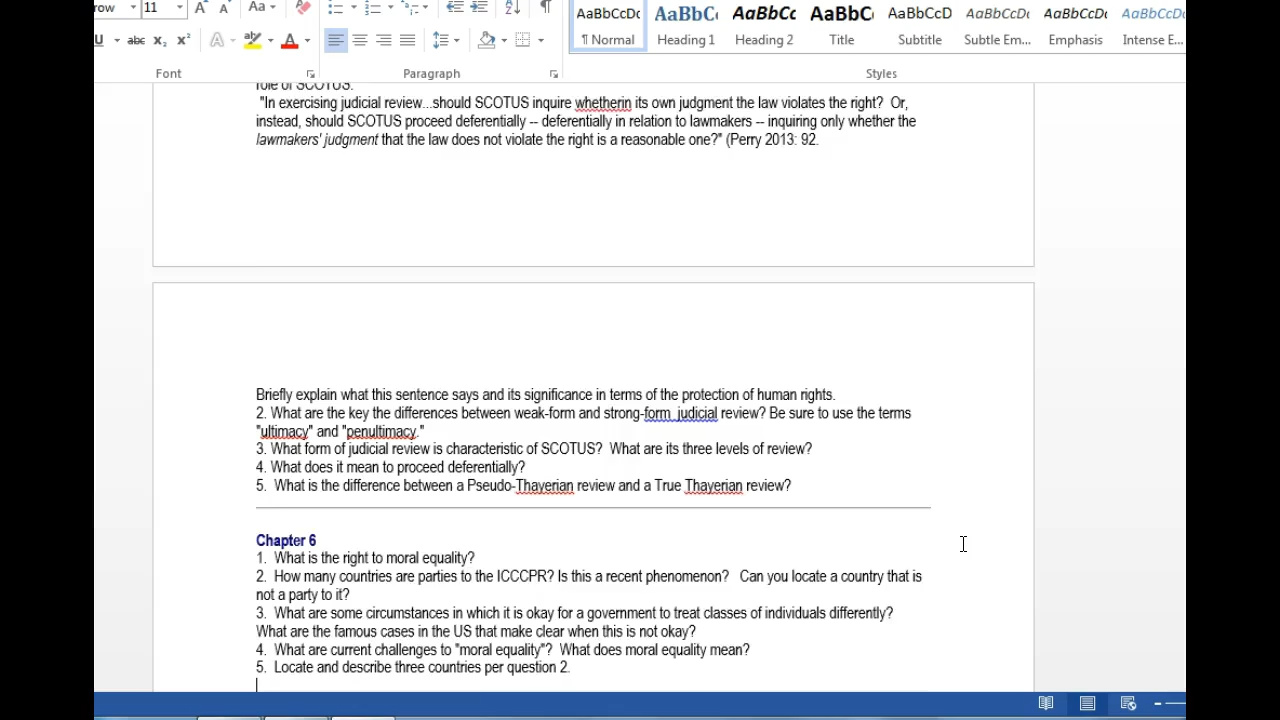 row 11 A A Aa
U abc x₂ x² A ab A
Font Paragraph Styles
AaBbCcDc AaBbC AaBbCc AaBbCc AaBbCcD AaBbCcDc AaBbCcDc AaBbCcDc
¶ Normal Heading 1 Heading 2 Title Subtitle Subtle Em... Emphasis Intense E...
role of SCOTUS.
"In exercising judicial review...should SCOTUS inquire whetherin its own judgment the law violates the right? Or,
instead, should SCOTUS proceed deferentially -- deferentially in relation to lawmakers -- inquiring only whether the
lawmakers' judgment that the law does not violate the right is a reasonable one?" (Perry 2013: 92.
Briefly explain what this sentence says and its significance in terms of the protection of human rights.
2. What are the key the differences between weak-form and strong-form judicial review? Be sure to use the terms
"ultimacy" and "penultimacy."
3. What form of judicial review is characteristic of SCOTUS? What are its three levels of review?
4. What does it mean to proceed deferentially?
5. What is the difference between a Pseudo-Thayerian review and a True Thayerian review?
Chapter 6
1. What is the right to moral equality?
2. How many countries are parties to the ICCCPR? Is this a recent phenomenon? Can you locate a country that is
not a party to it?
3. What are some circumstances in which it is okay for a government to treat classes of individuals differently?
What are the famous cases in the US that make clear when this is not okay?
4. What are current challenges to "moral equality"? What does moral equality mean?
5. Locate and describe three countries per question 2.